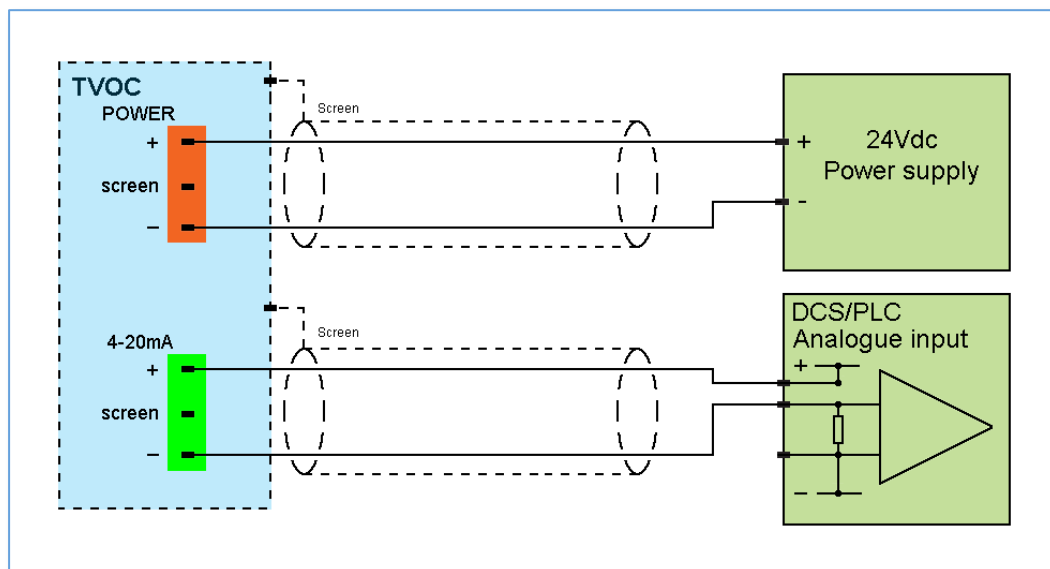 TVOC
POWER
+
screen
–
Screen
+
24Vdc
Power supply
-
4-20mA
+
screen
–
Screen
DCS/PLC
Analogue input
+
–